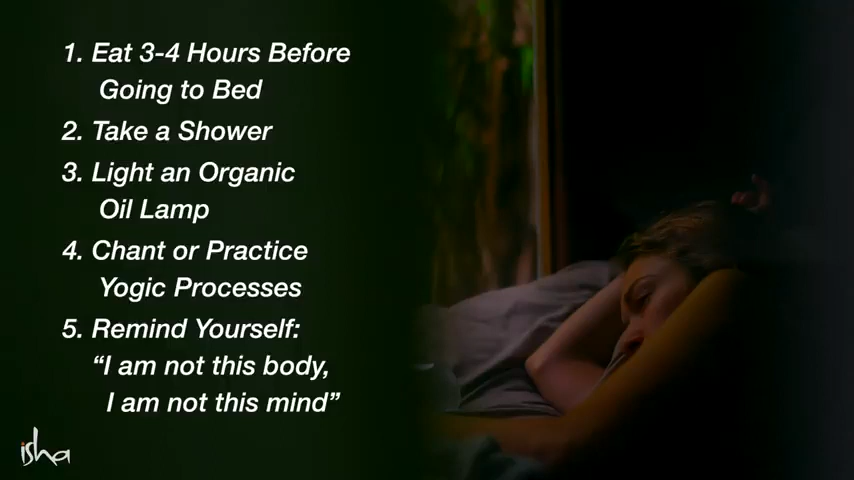 1. Eat 3-4 Hours Before
Going to Bed
2. Take a Shower
3. Light an Organic
Oil Lamp
4. Chant or Practice
Yogic Processes
5. Remind Yourself:
“I am not this body,
I am not this mind”
isha